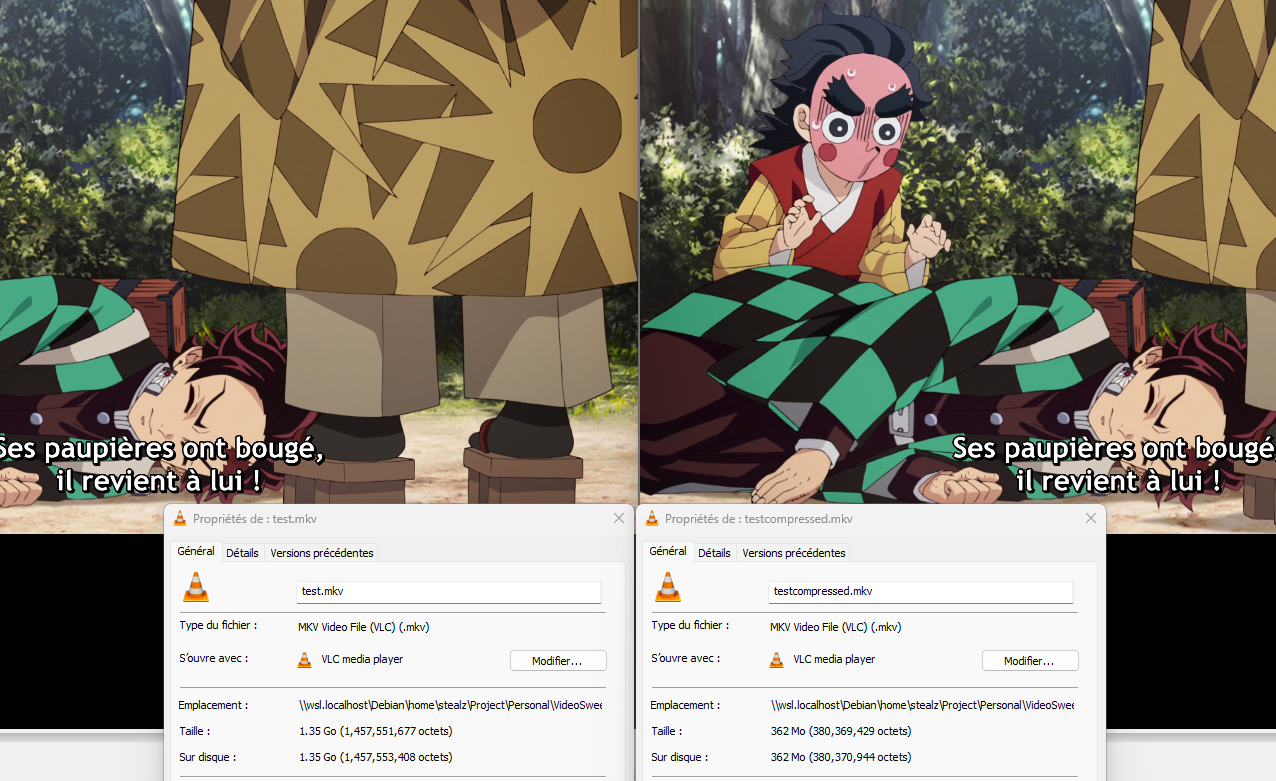 Ses paupières ont bougé,
il revient à lui !
Ses paupières ont bougé
il revient à lui !
Propriétés de : test.mkv
Général Détails Versions précédentes
test.mkv
Type du fichier : MKV Video File (VLC) (.mkv)
S'ouvre avec : VLC media player Modifier...
Emplacement : \\wsl.localhost\Debian\home\stealz\Project\Personal\VideoSwee
Taille : 1.35 Go (1,457,551,677 octets)
Sur disque : 1.35 Go (1,457,553,408 octets)
Propriétés de : testcompressed.mkv
Général Détails Versions précédentes
testcompressed.mkv
Type du fichier : MKV Video File (VLC) (.mkv)
S'ouvre avec : VLC media player Modifier...
Emplacement : \\wsl.localhost\Debian\home\stealz\Project\Personal\VideoSwee
Taille : 362 Mo (380,369,429 octets)
Sur disque : 362 Mo (380,370,944 octets)